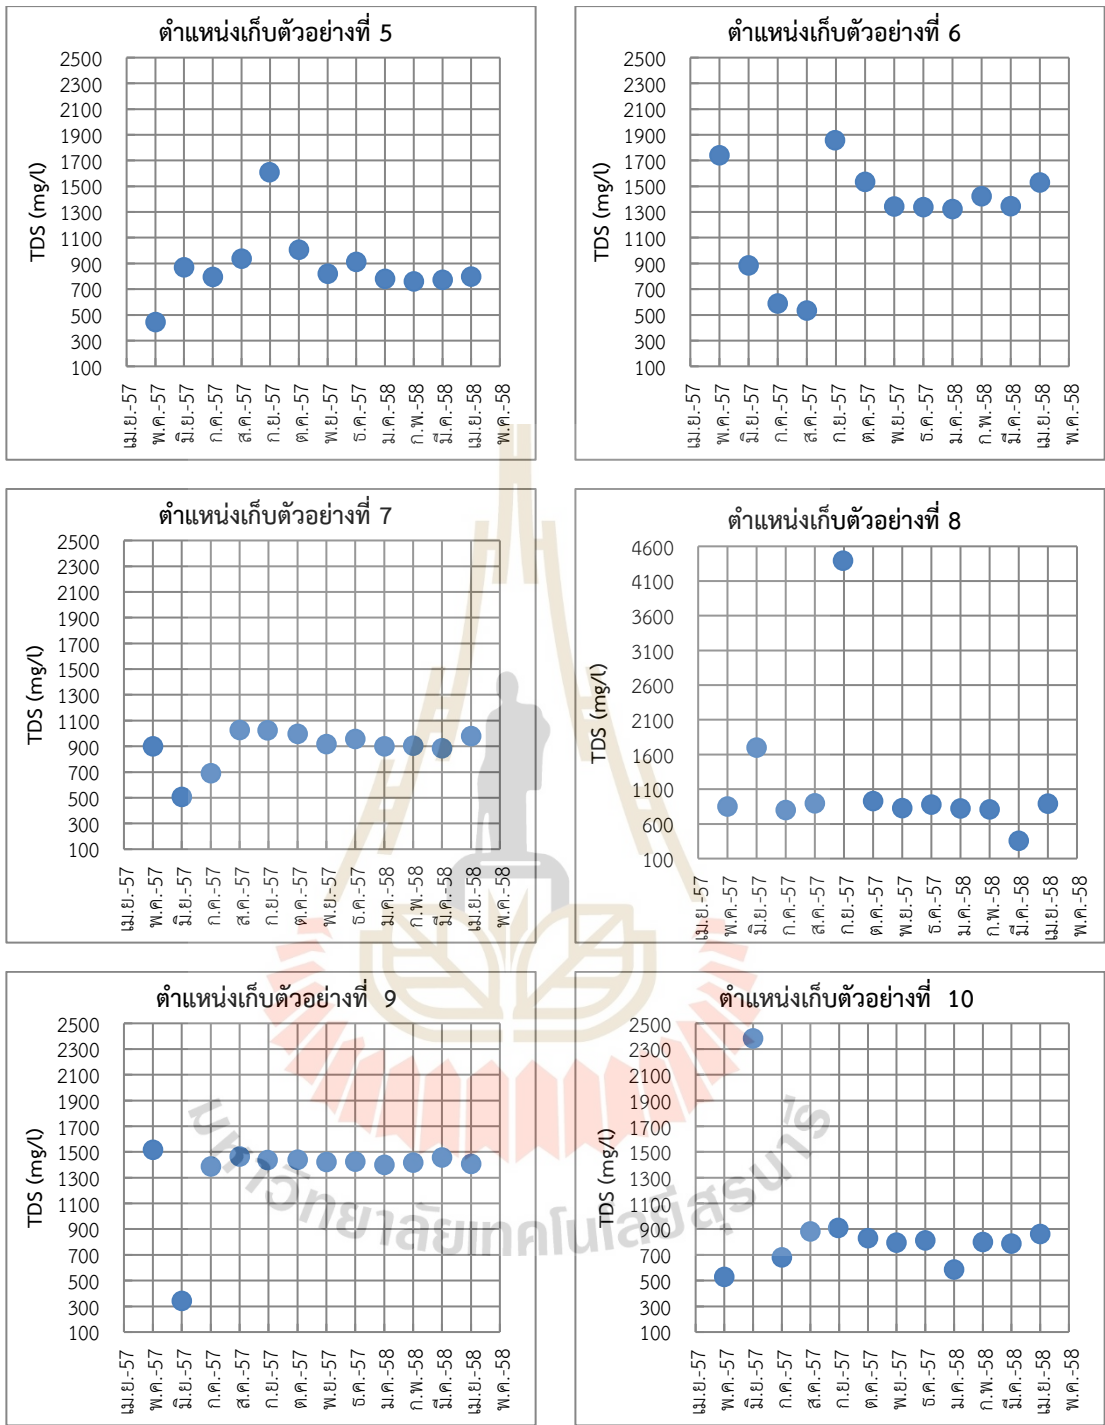 ตำแหน่งเก็บตัวอย่างที่ 5
2500
2300
2100
1900
1700
1500
1300
1100
900
700
500
300
100
TDS (mg/l)
เม.ย.-57
พ.ค.-57
มิ.ย.-57
ก.ค.-57
ส.ค.-57
ก.ย.-57
ต.ค.-57
พ.ย.-57
ธ.ค.-57
ม.ค.-58
ก.พ.-58
มี.ค.-58
เม.ย.-58
พ.ค.-58
ตำแหน่งเก็บตัวอย่างที่ 6
2500
2300
2100
1900
1700
1500
1300
1100
900
700
500
300
100
TDS (mg/l)
เม.ย.-57
พ.ค.-57
มิ.ย.-57
ก.ค.-57
ส.ค.-57
ก.ย.-57
ต.ค.-57
พ.ย.-57
ธ.ค.-57
ม.ค.-58
ก.พ.-58
มี.ค.-58
เม.ย.-58
พ.ค.-58
ตำแหน่งเก็บตัวอย่างที่ 7
2500
2300
2100
1900
1700
1500
1300
1100
900
700
500
300
100
TDS (mg/l)
เม.ย.-57
พ.ค.-57
มิ.ย.-57
ก.ค.-57
ส.ค.-57
ก.ย.-57
ต.ค.-57
พ.ย.-57
ธ.ค.-57
ม.ค.-58
ก.พ.-58
มี.ค.-58
เม.ย.-58
พ.ค.-58
ตำแหน่งเก็บตัวอย่างที่ 8
4600
4100
3600
3100
2600
2100
1600
1100
600
100
TDS (mg/l)
เม.ย.-57
พ.ค.-57
มิ.ย.-57
ก.ค.-57
ส.ค.-57
ก.ย.-57
ต.ค.-57
พ.ย.-57
ธ.ค.-57
ม.ค.-58
ก.พ.-58
มี.ค.-58
เม.ย.-58
พ.ค.-58
ตำแหน่งเก็บตัวอย่างที่ 9
2500
2300
2100
1900
1700
1500
1300
1100
900
700
500
300
100
TDS (mg/l)
เม.ย.-57
พ.ค.-57
มิ.ย.-57
ก.ค.-57
ส.ค.-57
ก.ย.-57
ต.ค.-57
พ.ย.-57
ธ.ค.-57
ม.ค.-58
ก.พ.-58
มี.ค.-58
เม.ย.-58
พ.ค.-58
ตำแหน่งเก็บตัวอย่างที่ 10
2500
2300
2100
1900
1700
1500
1300
1100
900
700
500
300
100
TDS (mg/l)
เม.ย.-57
พ.ค.-57
มิ.ย.-57
ก.ค.-57
ส.ค.-57
ก.ย.-57
ต.ค.-57
พ.ย.-57
ธ.ค.-57
ม.ค.-58
ก.พ.-58
มี.ค.-58
เม.ย.-58
พ.ค.-58
มหาวิทยาลัยเทคโนโลยีสุรนารี